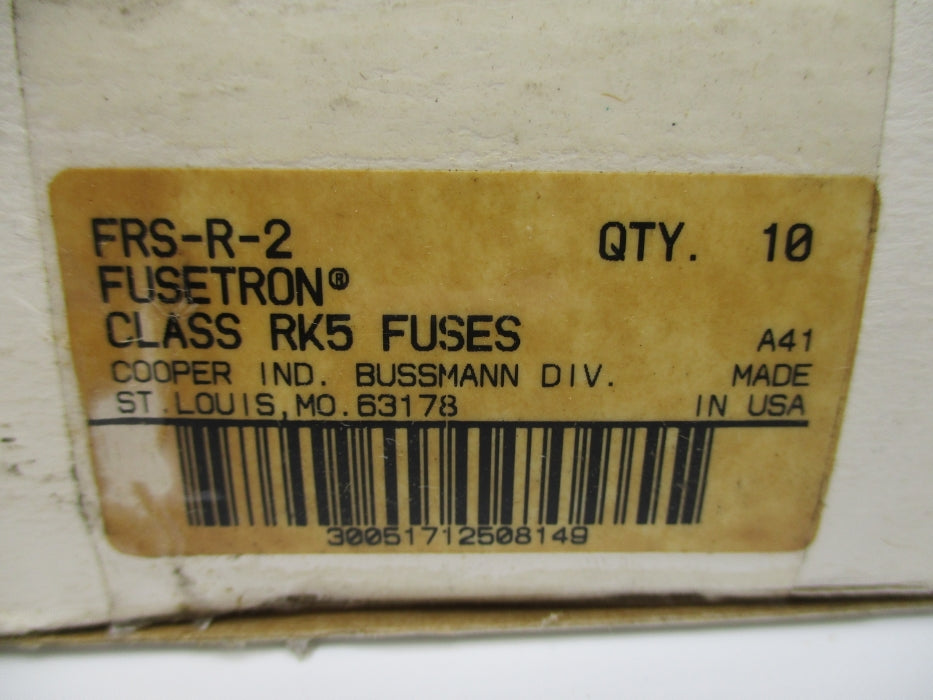 FRS-R-2 QTY. 10
FUSETRON®
CLASS RK5 FUSES A41
COOPER IND. BUSSMANN DIV. MADE
ST. LOUIS, MO. 63178 IN USA
30051712508149